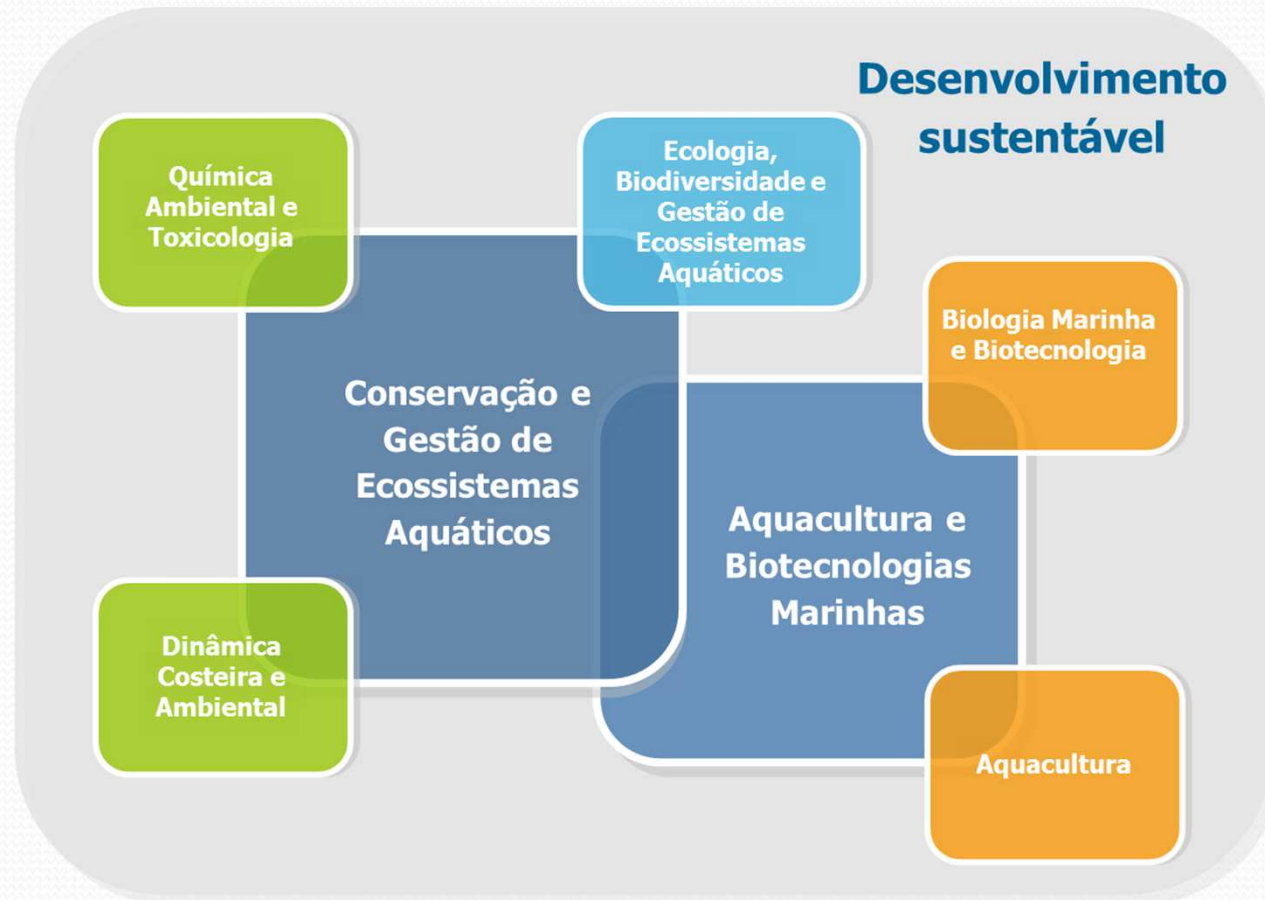 Desenvolvimento
sustentável
Química
Ambiental e
Toxicologia
Ecologia,
Biodiversidade e
Gestão de
Ecossistemas
Aquáticos
Biologia Marinha
e Biotecnologia
Conservação e
Gestão de
Ecossistemas
Aquáticos
Aquacultura e
Biotecnologias
Marinhas
Dinâmica
Costeira e
Ambiental
Aquacultura